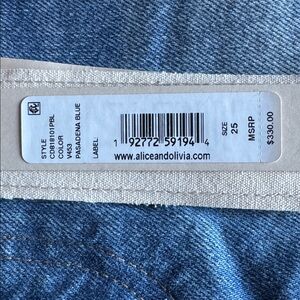 STYLE
CD818101PBL
COLOR
V453
PASADENA BLUE
LABEL:
1 92772 59194 4
www.aliceandolivia.com
SIZE
25
MSRP
$330.00